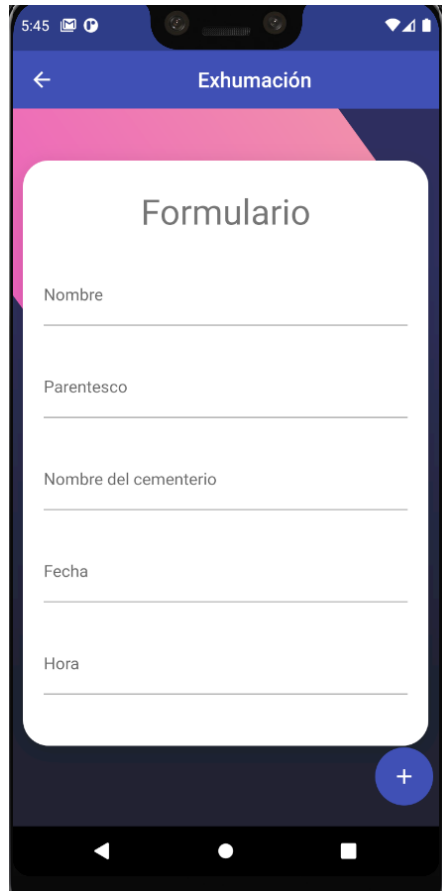 5:45
Exhumación
Formulario
Nombre
Parentesco
Nombre del cementerio
Fecha
Hora
+